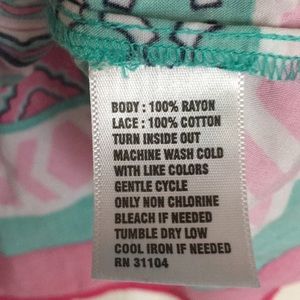 BODY : 100% RAYON
LACE : 100% COTTON
TURN INSIDE OUT
MACHINE WASH COLD
WITH LIKE COLORS
GENTLE CYCLE
ONLY NON CHLORINE
BLEACH IF NEEDED
TUMBLE DRY LOW
COOL IRON IF NEEDED
RN 31104